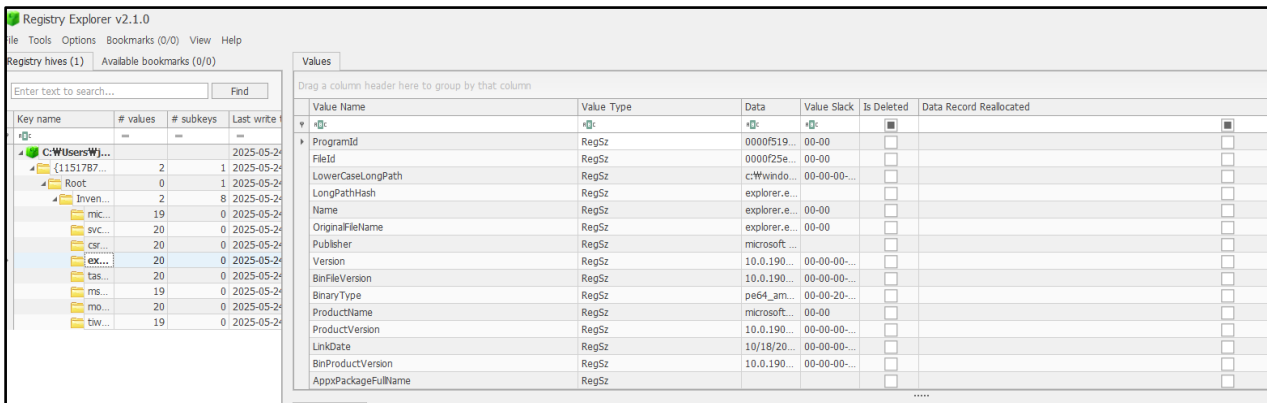 Registry Explorer v2.1.0
File Tools Options Bookmarks (0/0) View Help
Registry hives (1) Available bookmarks (0/0)
Enter text to search... Find
Key name # values # subkeys Last write t
= = =
C:₩Users₩j... 2025-05-24
{11517B7... 2 1 2025-05-24
Root 0 1 2025-05-24
Inven... 2 8 2025-05-24
mic... 19 0 2025-05-24
svc... 20 0 2025-05-24
csr... 20 0 2025-05-24
ex... 20 0 2025-05-24
tas... 20 0 2025-05-24
ms... 19 0 2025-05-24
mo... 20 0 2025-05-24
tiw... 19 0 2025-05-24
Values
Drag a column header here to group by that column
Value Name Value Type Data Value Slack Is Deleted Data Record Reallocated
ProgramId RegSz 0000f519... 00-00
FileId RegSz 0000f25e... 00-00
LowerCaseLongPath RegSz c:₩windo... 00-00-00-...
LongPathHash RegSz explorer.e...
Name RegSz explorer.e... 00-00
OriginalFileName RegSz explorer.e... 00-00
Publisher RegSz microsoft ...
Version RegSz 10.0.190... 00-00-00-...
BinFileVersion RegSz 10.0.190... 00-00-00-...
BinaryType RegSz pe64_am... 00-00-20-...
ProductName RegSz microsoft... 00-00
ProductVersion RegSz 10.0.190... 00-00-00-...
LinkDate RegSz 10/18/20... 00-00-00-...
BinProductVersion RegSz 10.0.190... 00-00-00-...
AppxPackageFullName RegSz